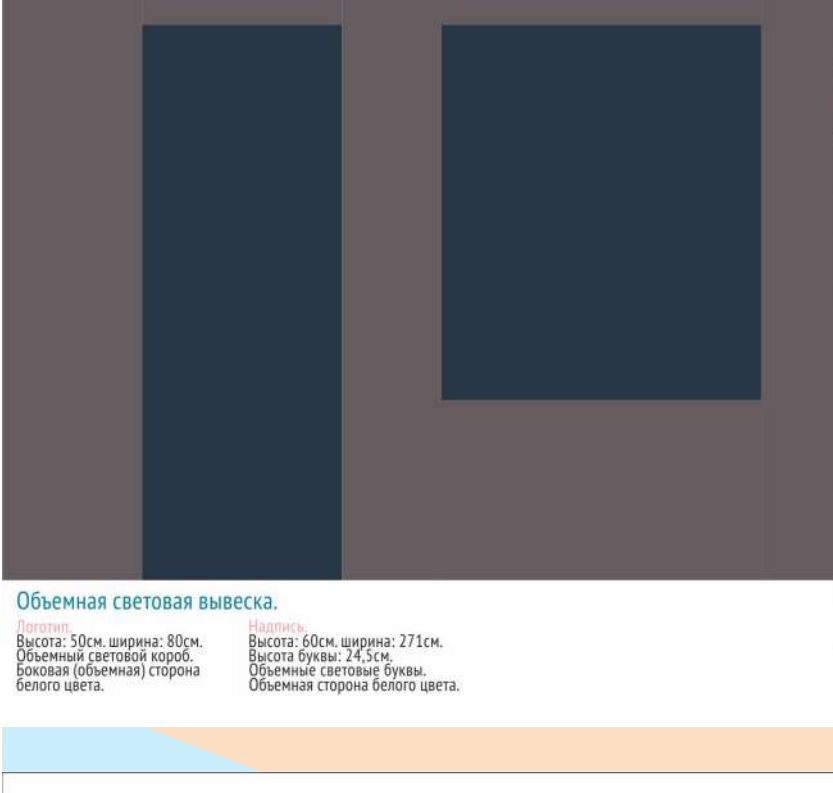 Объемная световая вывеска.
Логотип.
Высота: 50см. ширина: 80см.
Объемный световой короб.
Боковая (объемная) сторона
белого цвета.
Надпись.
Высота: 60см. ширина: 271см.
Высота буквы: 24,5см.
Объемные световые буквы.
Объемная сторона белого цвета.